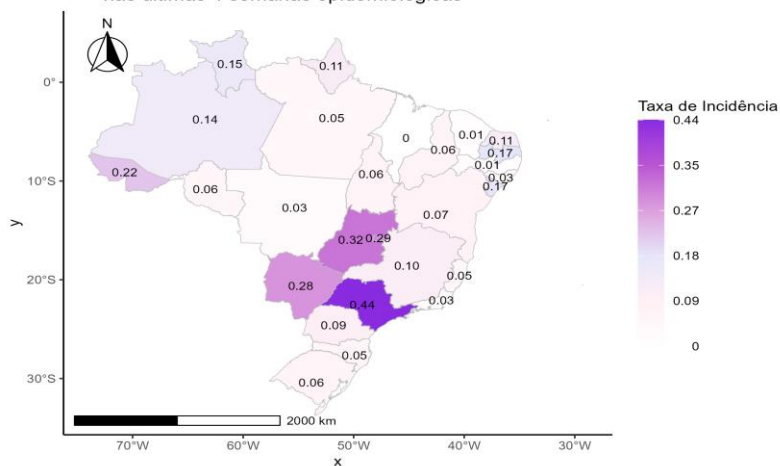 nas últimas 4 semanas epidemiológicas
N
0.15
0.11
0°
0.05
0.14
0
0.01
0.11
0.06
0.17
0.01
0.22
0.06
0.06
0.03
10°S
0.17
0.03
0.07
0.32
0.29
0.10
0.28
0.05
20°S
0.44
0.03
0.09
0.05
0.06
30°S
2000 km
70°W
60°W
50°W
40°W
30°W
x
y
Taxa de Incidência
0.44
0.35
0.27
0.18
0.09
0